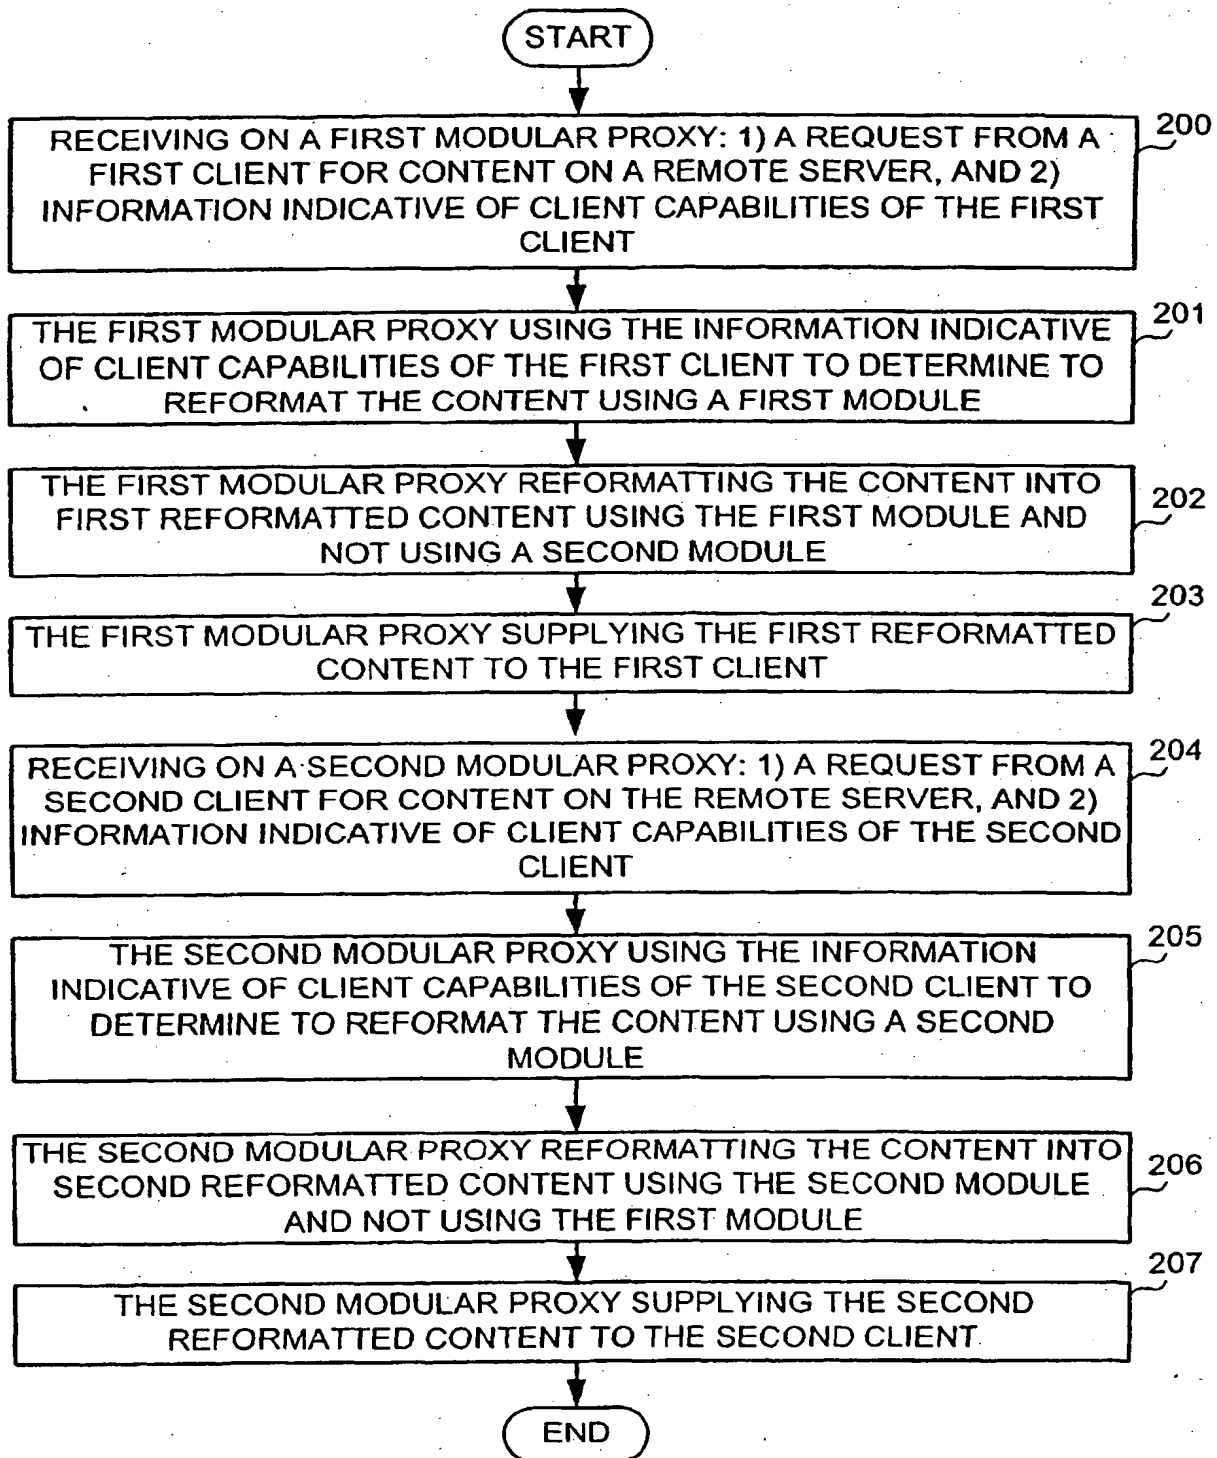 START
200
RECEIVING ON A FIRST MODULAR PROXY: 1) A REQUEST FROM A
FIRST CLIENT FOR CONTENT ON A REMOTE SERVER, AND 2)
INFORMATION INDICATIVE OF CLIENT CAPABILITIES OF THE FIRST
CLIENT
201
THE FIRST MODULAR PROXY USING THE INFORMATION INDICATIVE
OF CLIENT CAPABILITIES OF THE FIRST CLIENT TO DETERMINE TO
REFORMAT THE CONTENT USING A FIRST MODULE
202
THE FIRST MODULAR PROXY REFORMATTING THE CONTENT INTO
FIRST REFORMATTED CONTENT USING THE FIRST MODULE AND
NOT USING A SECOND MODULE
203
THE FIRST MODULAR PROXY SUPPLYING THE FIRST REFORMATTED
CONTENT TO THE FIRST CLIENT
204
RECEIVING ON A SECOND MODULAR PROXY: 1) A REQUEST FROM A
SECOND CLIENT FOR CONTENT ON THE REMOTE SERVER, AND 2)
INFORMATION INDICATIVE OF CLIENT CAPABILITIES OF THE SECOND
CLIENT
205
THE SECOND MODULAR PROXY USING THE INFORMATION
INDICATIVE OF CLIENT CAPABILITIES OF THE SECOND CLIENT TO
DETERMINE TO REFORMAT THE CONTENT USING A SECOND
MODULE
206
THE SECOND MODULAR PROXY REFORMATTING THE CONTENT INTO
SECOND REFORMATTED CONTENT USING THE SECOND MODULE
AND NOT USING THE FIRST MODULE
207
THE SECOND MODULAR PROXY SUPPLYING THE SECOND
REFORMATTED CONTENT TO THE SECOND CLIENT
END